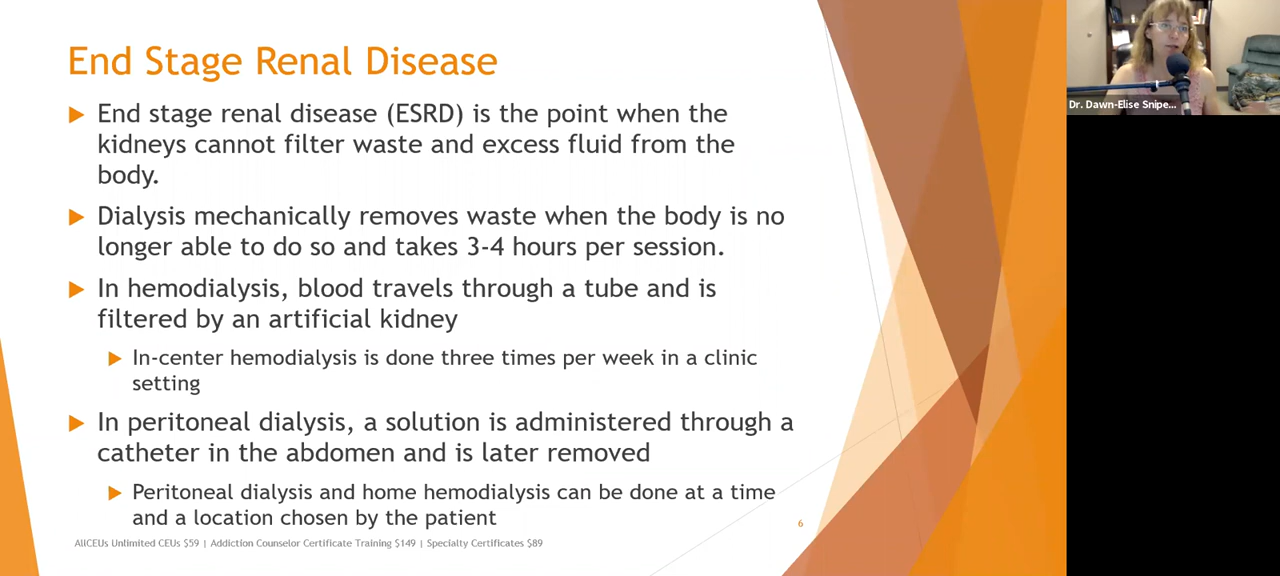 End Stage Renal Disease
End stage renal disease (ESRD) is the point when the
kidneys cannot filter waste and excess fluid from the
body.
Dialysis mechanically removes waste when the body is no
longer able to do so and takes 3-4 hours per session.
In hemodialysis, blood travels through a tube and is
filtered by an artificial kidney
In-center hemodialysis is done three times per week in a clinic
setting
In peritoneal dialysis, a solution is administered through a
catheter in the abdomen and is later removed
Peritoneal dialysis and home hemodialysis can be done at a time
and a location chosen by the patient
6
AllCEUs Unlimited CEUs $59 | Addiction Counselor Certificate Training $149 | Specialty Certificates $89
Dr. Dawn-Elise Snipe...